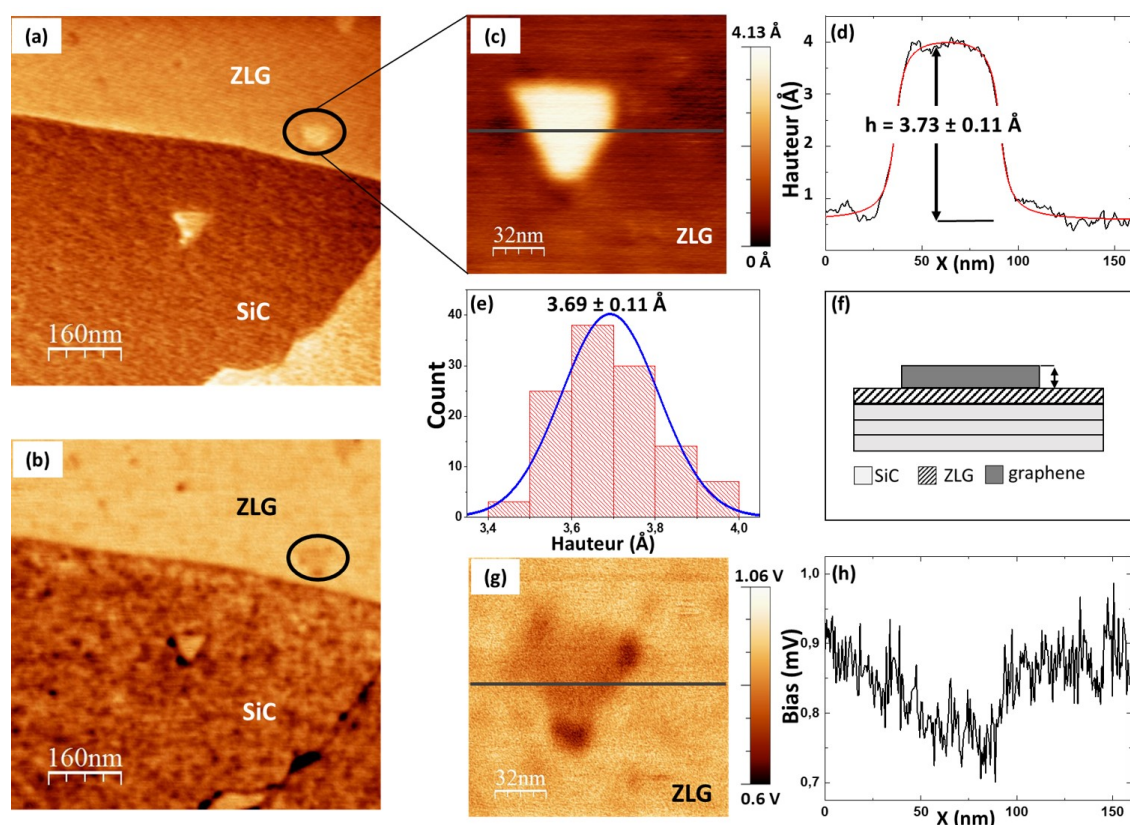 (a)
ZLG
SiC
160nm
(b)
ZLG
SiC
160nm
(c)
ZLG
32nm
4.13 Å
0 Å
(d)
Hauteur (Å)
4
3
2
1
h = 3.73 ± 0.11 Å
0
50
100
150
X (nm)
(e)
3.69 ± 0.11 Å
Count
40
30
20
10
0
3,4
3,6
3,8
4,0
Hauteur (Å)
(f)
SiC
ZLG
graphene
(g)
ZLG
32nm
1.06 V
0.6 V
(h)
Bias (mV)
0,9
0,8
0,7
0
50
100
150
X (nm)